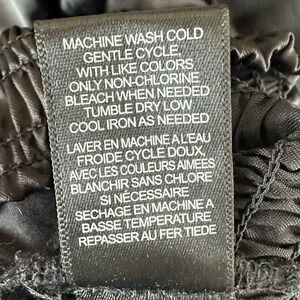 MACHINE WASH COLD
GENTLE CYCLE
WITH LIKE COLORS
ONLY NON-CHLORINE
BLEACH WHEN NEEDED
TUMBLE DRY LOW
COOL IRON AS NEEDED
LAVER EN MACHINE A L'EAU
FROIDE CYCLE DOUX,
AVEC LES COULEURS AIMEES
BLANCHIR SANS CHLORE
SI NÉCESSAIRE
SECHAGE EN MACHINE A
BASSE TEMPERATURE
REPASSER AU FER TIEDE